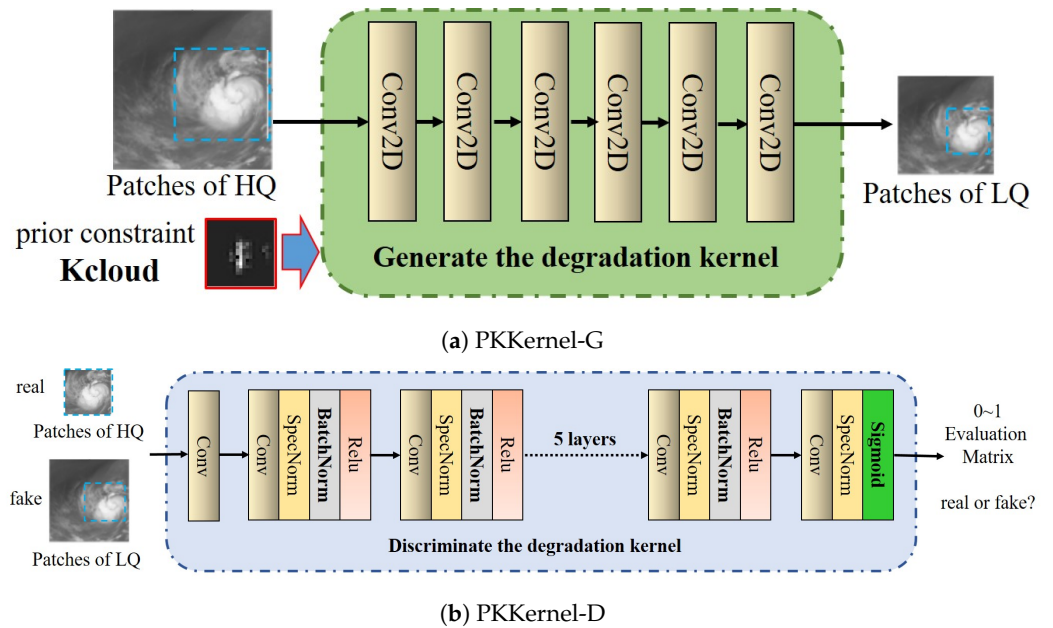 Conv2D
Conv2D
Conv2D
Conv2D
Conv2D
Conv2D
Patches of HQ
Patches of LQ
prior constraint
Kcloud
Generate the degradation kernel
(a) PKKernel-G
real
Patches of HQ
fake
Patches of LQ
Conv
Conv
SpecNorm
BatchNorm
Relu
Conv
SpecNorm
BatchNorm
Relu
5 layers
Conv
SpecNorm
BatchNorm
Relu
Conv
SpecNorm
Sigmoid
0~1
Evaluation
Matrix
real or fake?
Discriminate the degradation kernel
(b) PKKernel-D